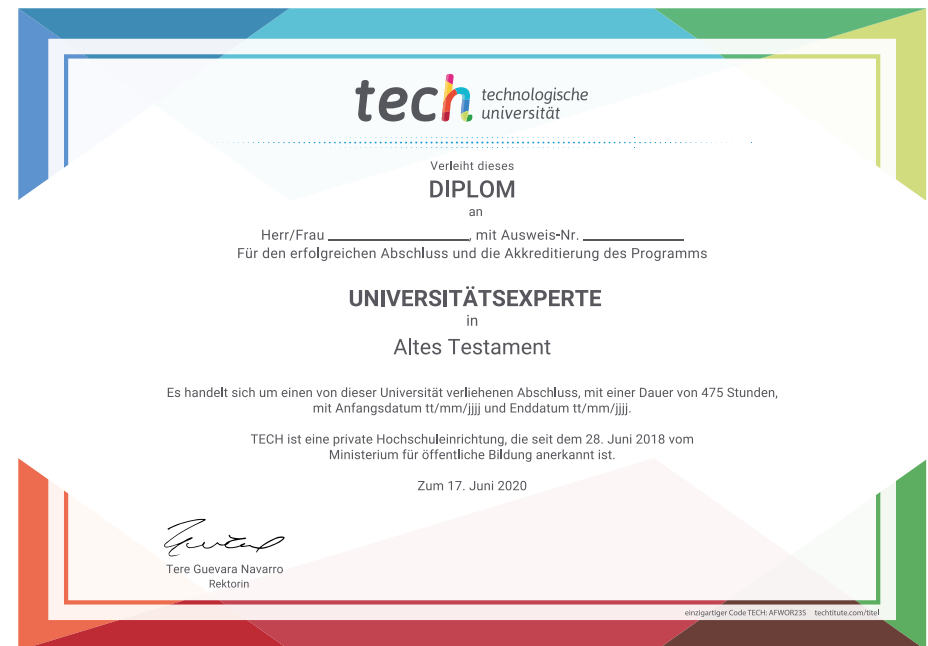 tech technologische
universität
Verleiht dieses
DIPLOM
an
Herr/Frau ________________, mit Ausweis-Nr. ____________
Für den erfolgreichen Abschluss und die Akkreditierung des Programms
UNIVERSITÄTSEXPERTE
in
Altes Testament
Es handelt sich um einen von dieser Universität verliehenen Abschluss, mit einer Dauer von 475 Stunden,
mit Anfangsdatum tt/mm/jjjj und Enddatum tt/mm/jjjj.
TECH ist eine private Hochschuleinrichtung, die seit dem 28. Juni 2018 vom
Ministerium für öffentliche Bildung anerkannt ist.
Zum 17. Juni 2020
Tere Guevara Navarro
Rektorin
einzigartiger Code TECH: AFWOR23S techtitute.com/titel